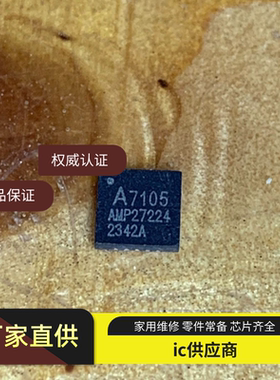 权威认证
品保证
A7105
AMP27224
2342A
厂家直供
家用维修 零件常备 芯片齐全
ic供应商